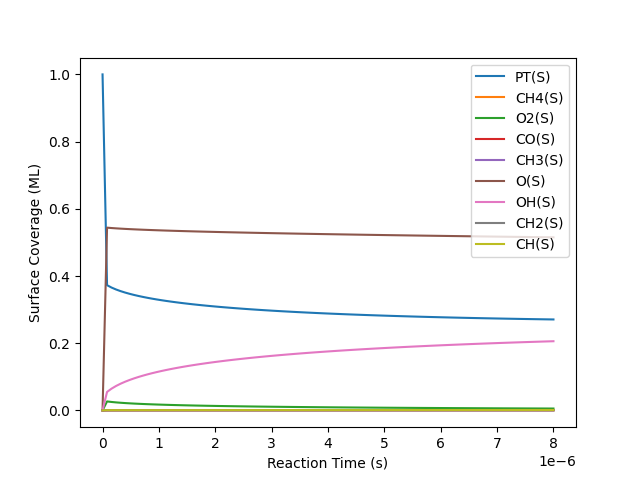 1.0
0.8
0.6
0.4
0.2
0.0
Surface Coverage (ML)
PT(S)
CH4(S)
O2(S)
CO(S)
CH3(S)
O(S)
OH(S)
CH2(S)
CH(S)
0 1 2 3 4 5 6 7 8
1e−6
Reaction Time (s)